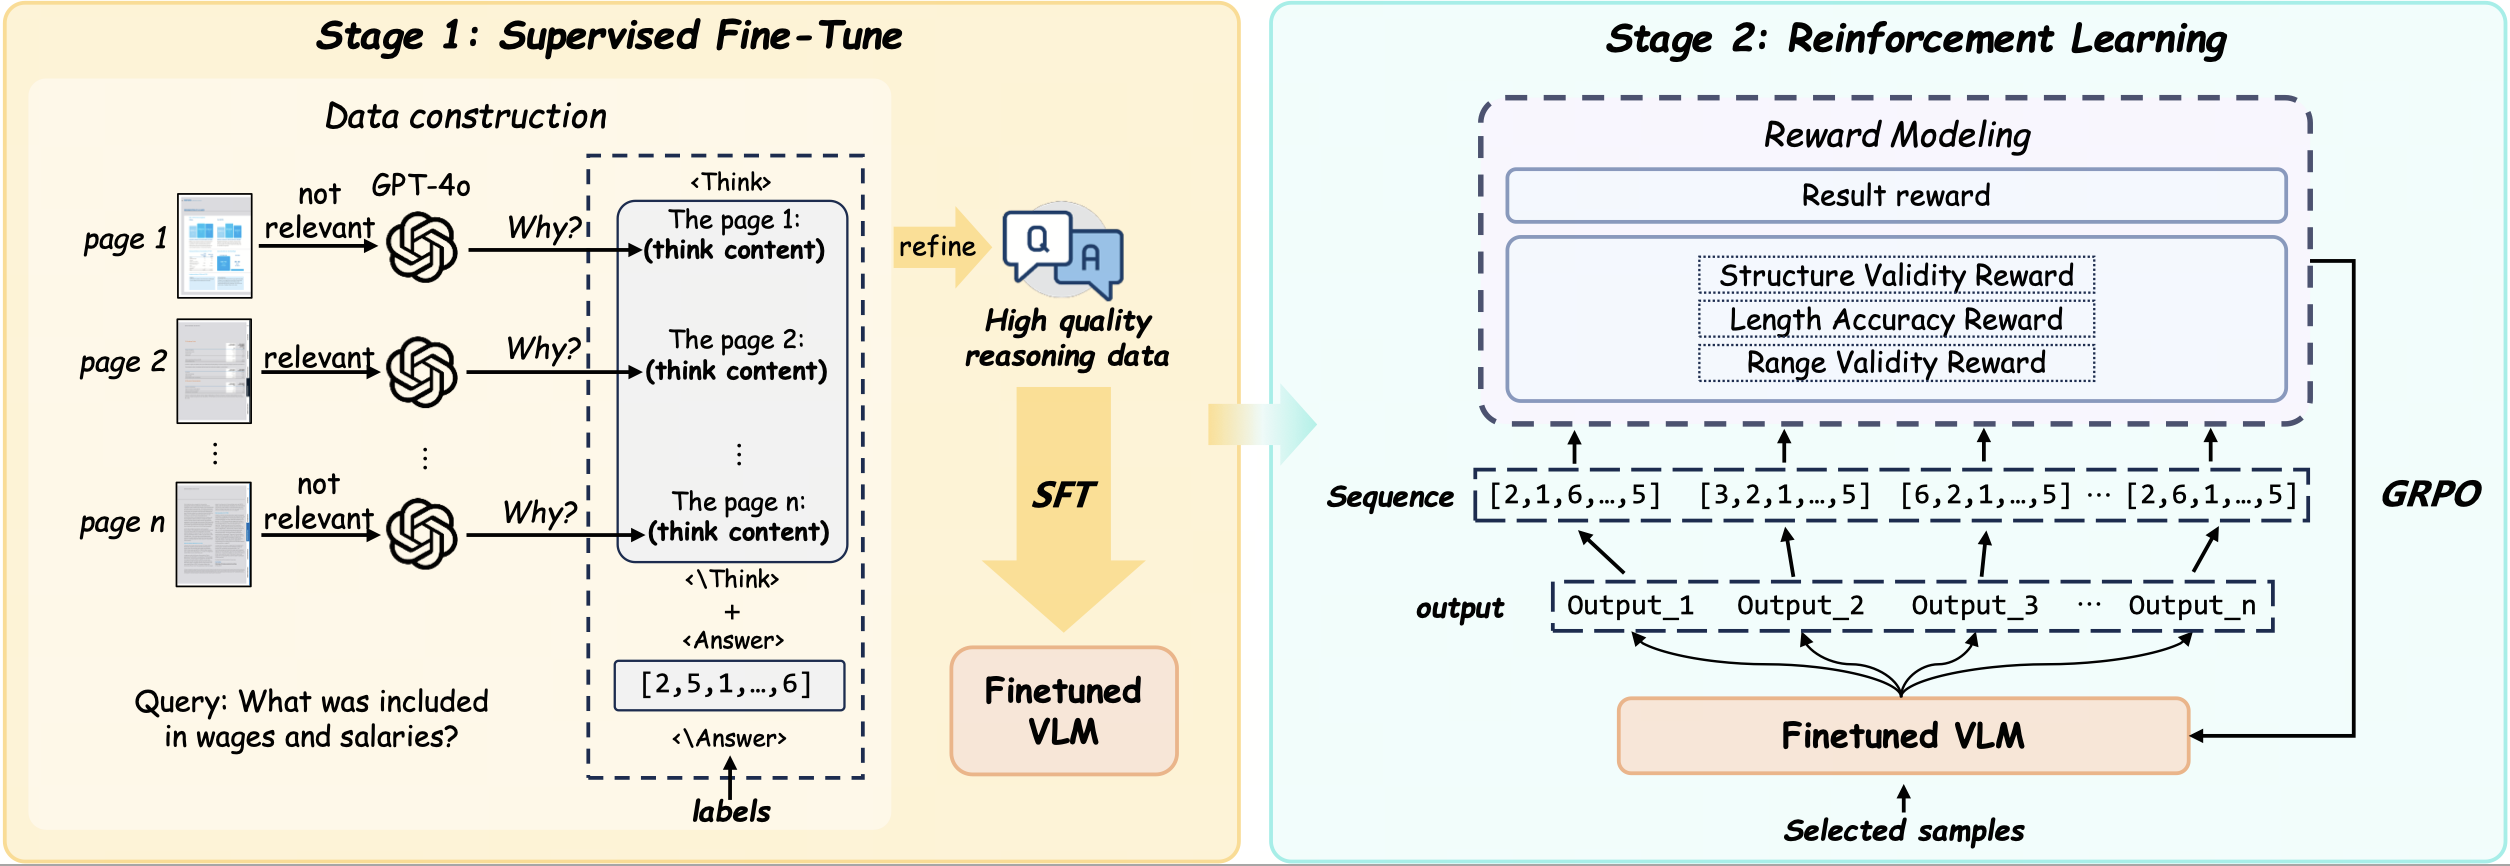 Stage 1: Supervised Fine-Tune
Data construction
page 1
not
relevant
GPT-4o
Why?
<Think>
The page 1:
(think content)
page 2
relevant
Why?
The page 2:
(think content)
⋮
⋮
⋮
page n
not
relevant
Why?
The page n:
(think content)
<\Think>
+
<Answer>
[2,5,1,…,6]
<\Answer>
labels
Query: What was included
in wages and salaries?
refine
Q
A
High quality
reasoning data
SFT
Finetuned
VLM
Stage 2: Reinforcement Learning
Reward Modeling
Result reward
Structure Validity Reward
Length Accuracy Reward
Range Validity Reward
Sequence
[2,1,6,…,5] [3,2,1,…,5] [6,2,1,…,5] ⋯ [2,6,1,…,5]
GRPO
output
Output_1 Output_2 Output_3 ⋯ Output_n
Finetuned VLM
Selected samples